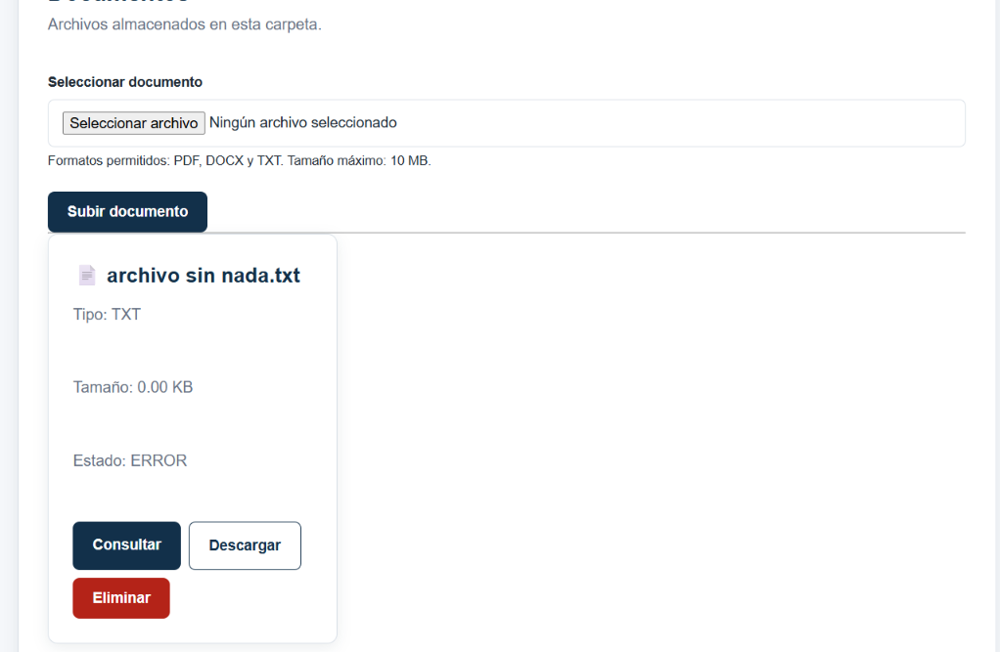 Archivos almacenados en esta carpeta.
Seleccionar documento
Seleccionar archivo Ningún archivo seleccionado
Formatos permitidos: PDF, DOCX y TXT. Tamaño máximo: 10 MB.
Subir documento
archivo sin nada.txt
Tipo: TXT
Tamaño: 0.00 KB
Estado: ERROR
Consultar Descargar
Eliminar